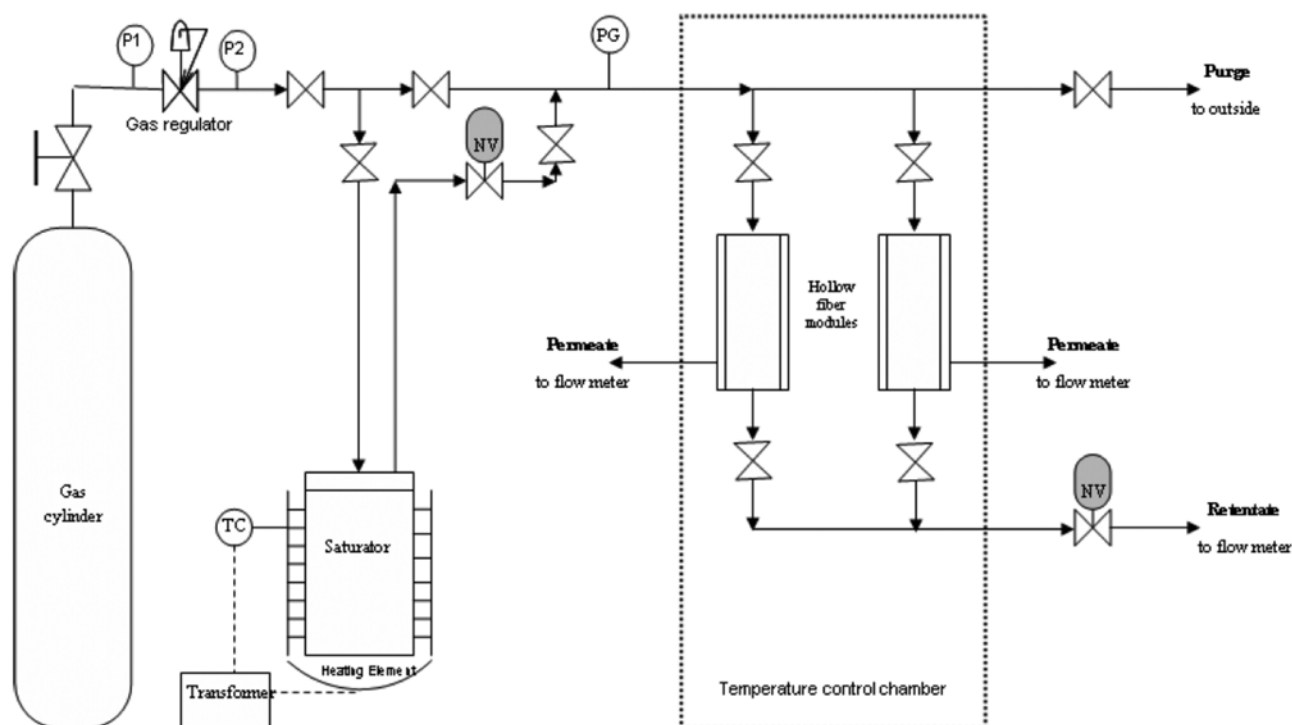 P1
P2
PG
Gas regulator
Purge
to outside
NV
Hollow
fiber
modules
Permeate
to flow meter
Permeate
to flow meter
Gas
cylinder
TC
Saturator
NV
Retentate
to flow meter
Heating Element
Transformer
Temperature control chamber